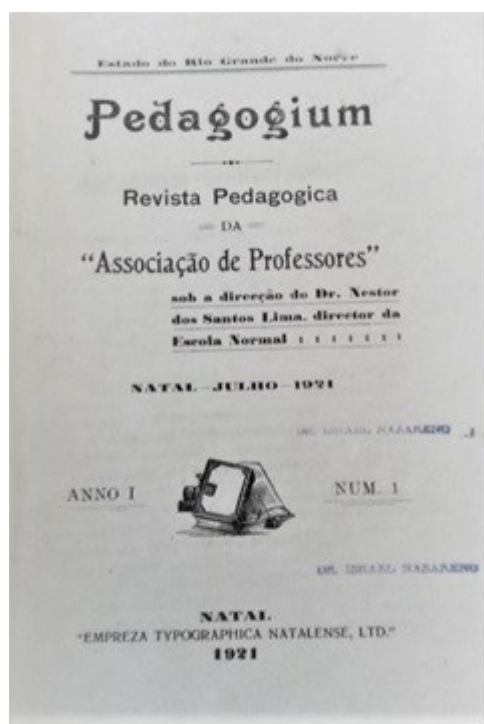 Estado do Rio Grande do Norte
Pedagogium
Revista Pedagogica
DA
“Associação de Professores”
sob a direcção do Dr. Nestor
dos Santos Lima. director da
Escola Normal : : : : : : :
NATAL—JULHO—1921
DR. ISRAEL NAZARENO
ANNO I
NUM. 1
DR. ISRAEL NAZARENO
NATAL
"EMPREZA TYPOGRAPHICA NATALENSE, LTD."
1921